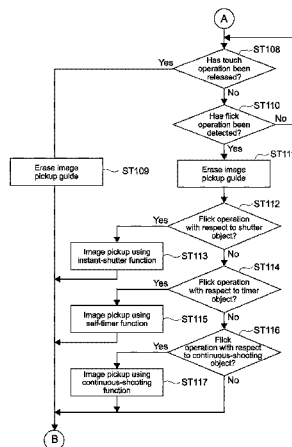 A
ST108
Yes
Has touch
operation been
released?
No
ST110
Has flick
operation been
detected?
No
Yes
ST109
Erase image
pickup guide
ST111
Erase image
pickup guide
ST112
Yes
Flick operation
with respect to shutter
object?
ST113
Image pickup using
instant-shutter function
No
ST114
Yes
Flick operation
with respect to timer
object?
ST115
Image pickup using
self-timer function
No
ST116
Yes
Flick
operation with respect
to continuous-shooting
object?
ST117
Image pickup using
continuous-shooting
function
No
B